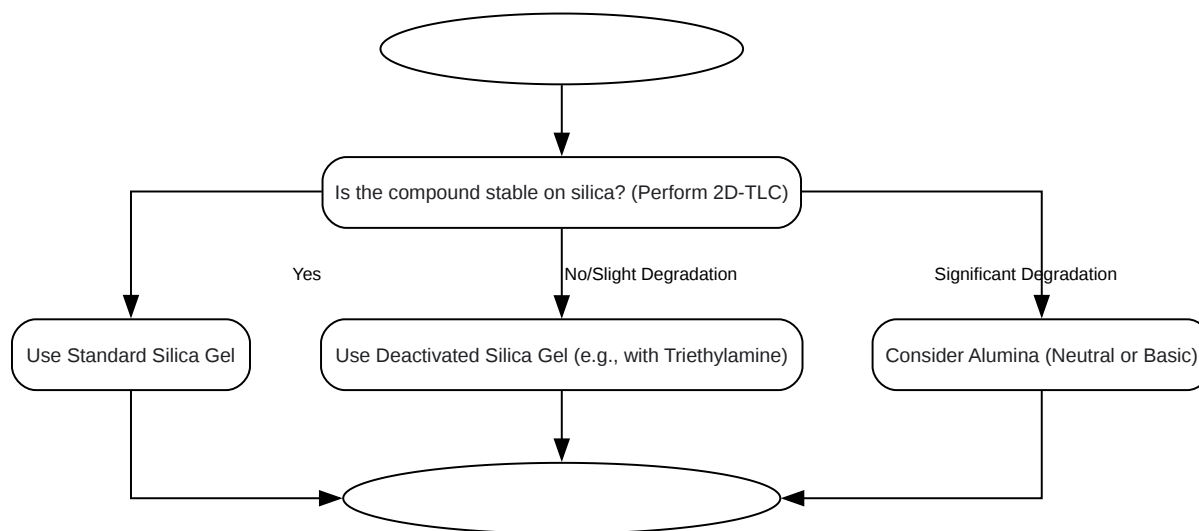 Is the compound stable on silica? (Perform 2D-TLC)
Yes
No/Slight Degradation
Significant Degradation
Use Standard Silica Gel
Use Deactivated Silica Gel (e.g., with Triethylamine)
Consider Alumina (Neutral or Basic)